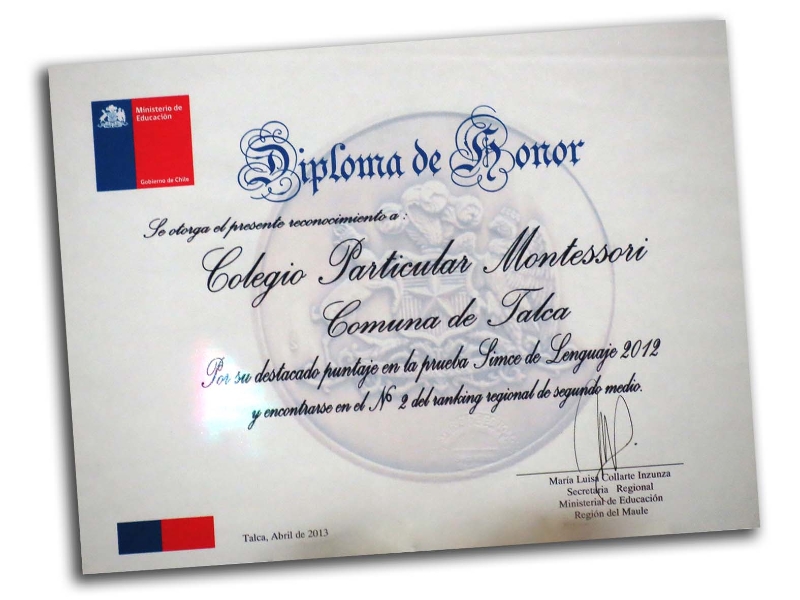 Ministerio de
Educación
Gobierno de Chile
Diploma de Honor
Se otorga el presente reconocimiento a :
Colegio Particular Montessori
Comuna de Talca
Por su destacado puntaje en la prueba Simce de Lenguaje 2012
y encontrarse en el Nº 2 del ranking regional de segundo medio.
María Luisa Collarte Inzunza
Secretaria Regional
Ministerial de Educación
Región del Maule
Talca, Abril de 2013